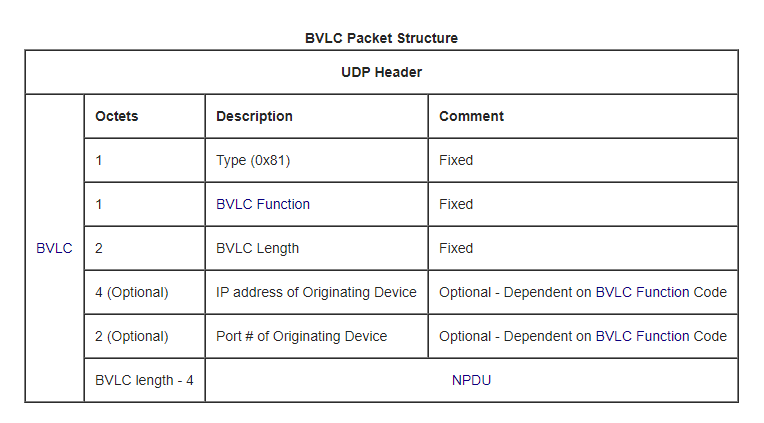 BVLC Packet Structure
UDP Header
Octets Description Comment
1 Type (0x81) Fixed
1 BVLC Function Fixed
BVLC 2 BVLC Length Fixed
4 (Optional) IP address of Originating Device Optional - Dependent on BVLC Function Code
2 (Optional) Port # of Originating Device Optional - Dependent on BVLC Function Code
BVLC length - 4 NPDU